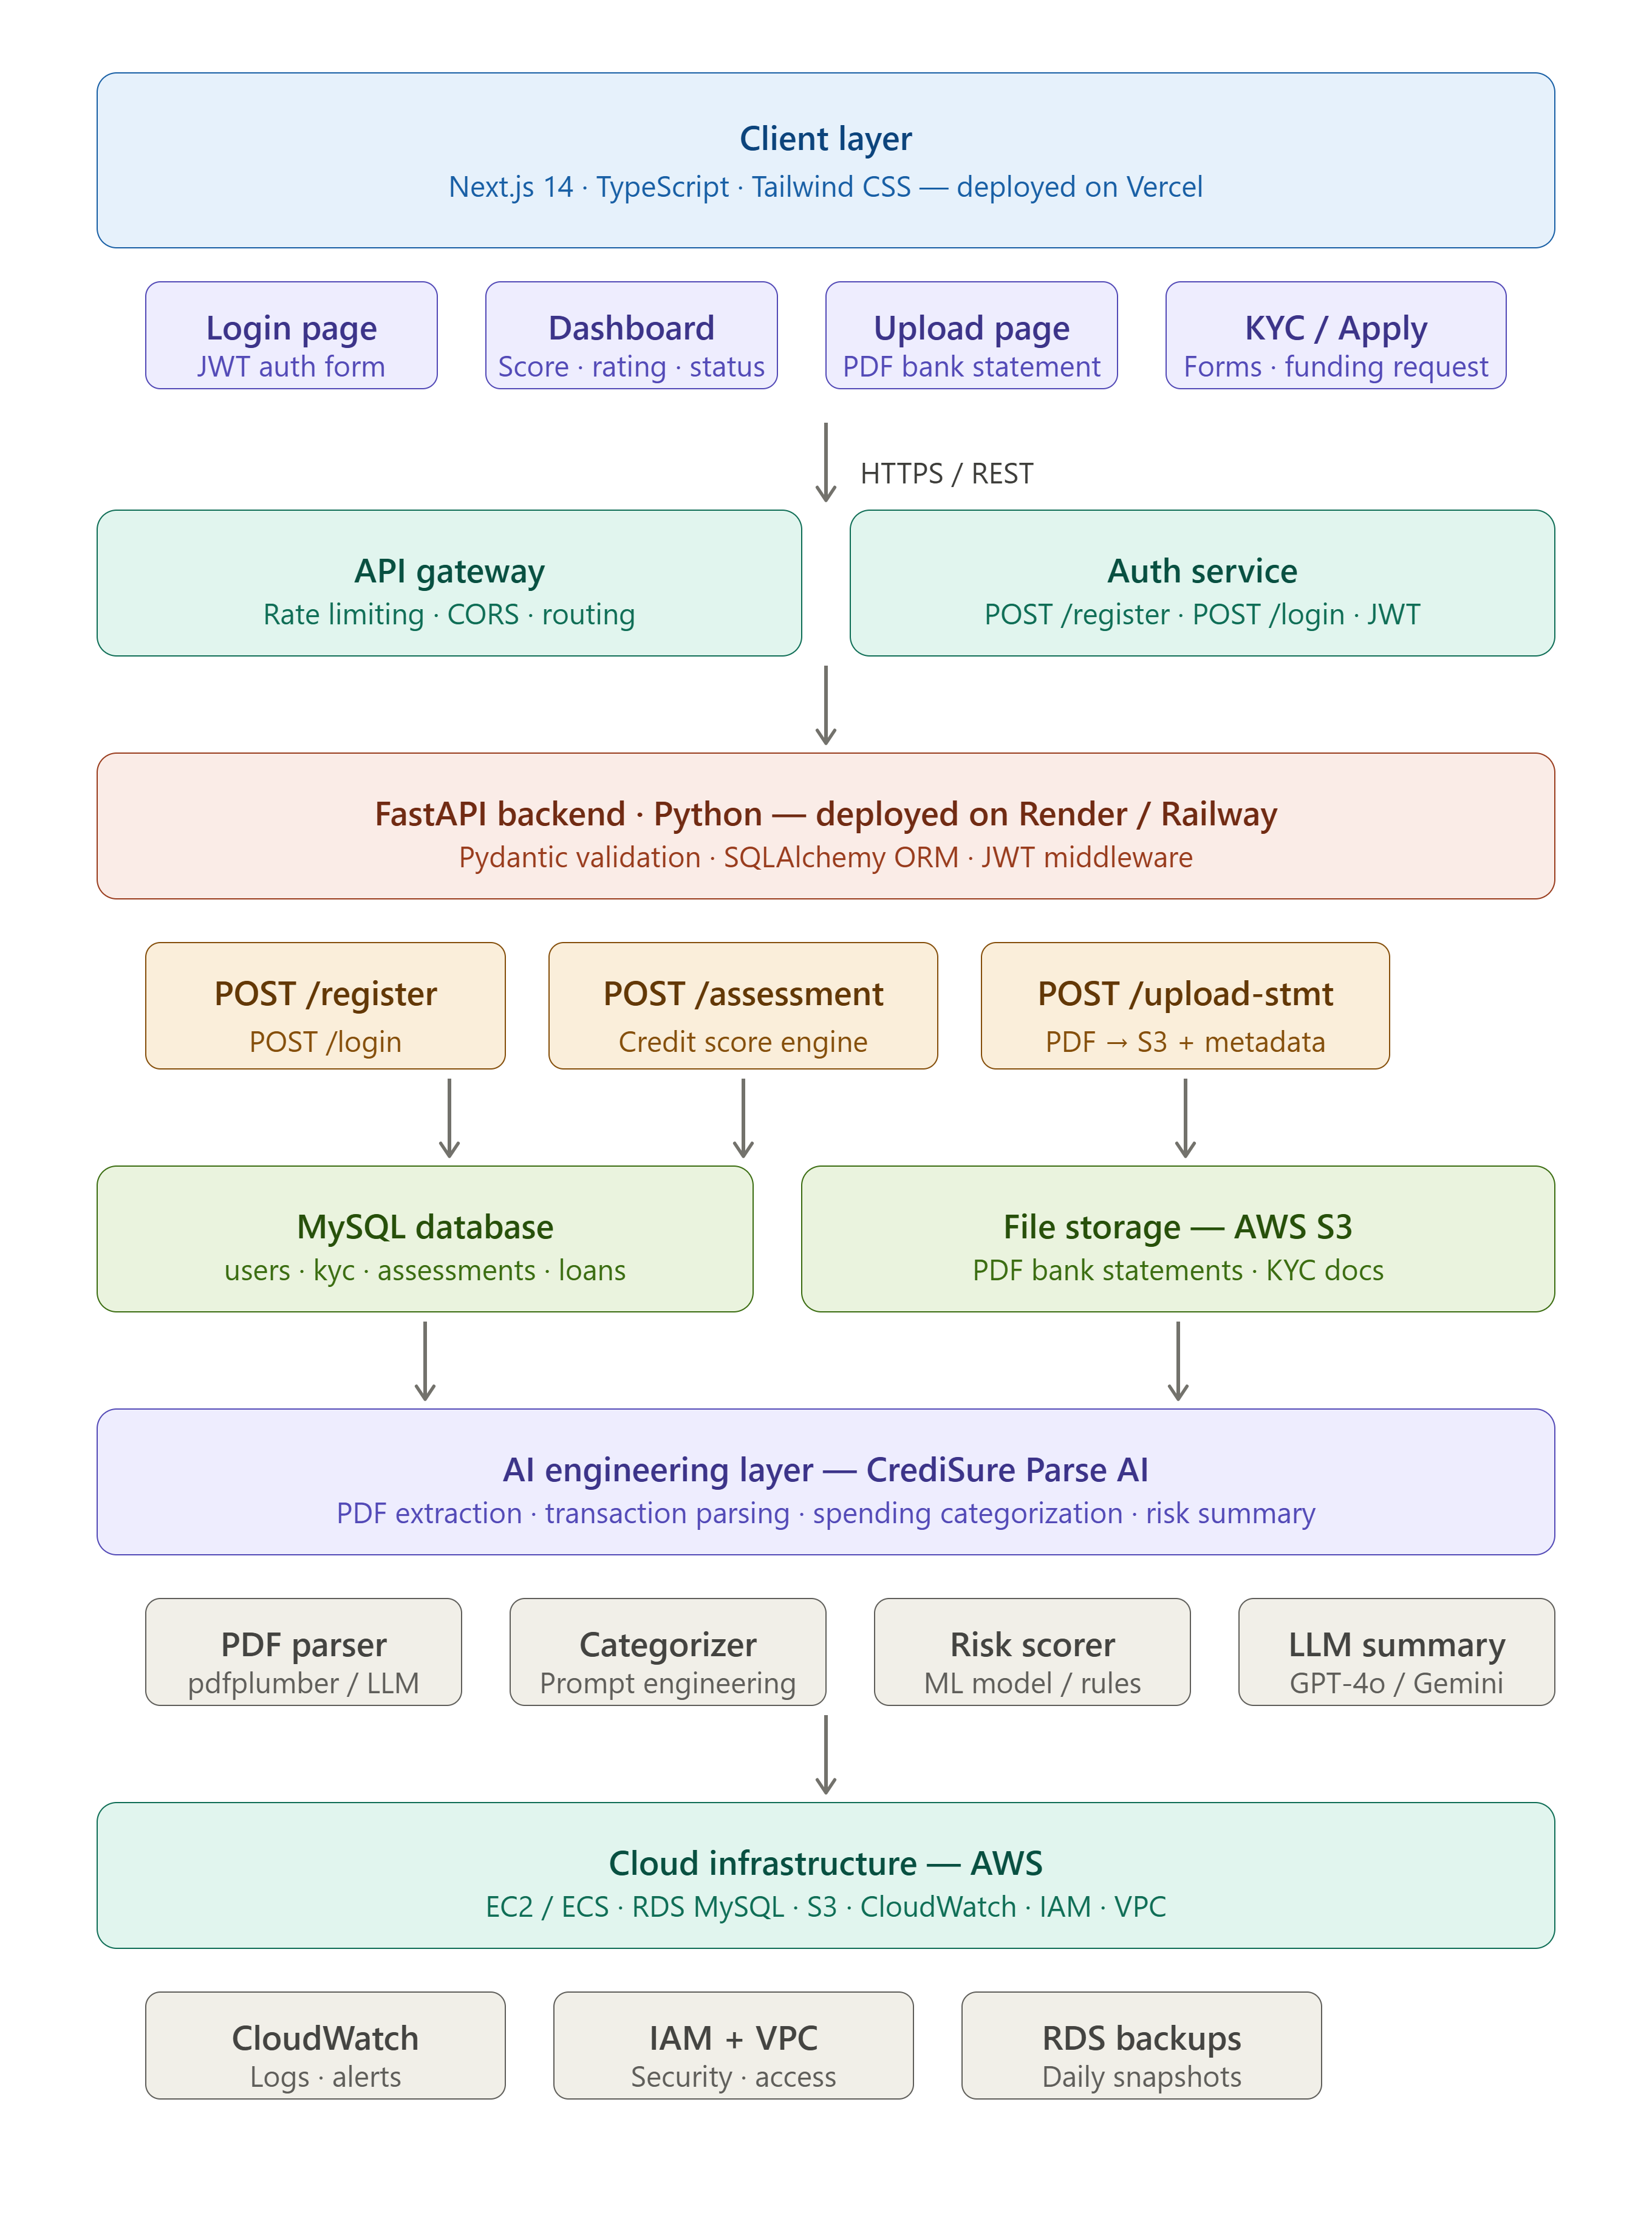 Client layer
Next.js 14 · TypeScript · Tailwind CSS — deployed on Vercel
Login page
JWT auth form
Dashboard
Score · rating · status
Upload page
PDF bank statement
KYC / Apply
Forms · funding request
HTTPS / REST
API gateway
Rate limiting · CORS · routing
Auth service
POST /register · POST /login · JWT
FastAPI backend · Python — deployed on Render / Railway
Pydantic validation · SQLAlchemy ORM · JWT middleware
POST /register
POST /login
POST /assessment
Credit score engine
POST /upload-stmt
PDF → S3 + metadata
MySQL database
users · kyc · assessments · loans
File storage — AWS S3
PDF bank statements · KYC docs
AI engineering layer — CrediSure Parse AI
PDF extraction · transaction parsing · spending categorization · risk summary
PDF parser
pdfplumber / LLM
Categorizer
Prompt engineering
Risk scorer
ML model / rules
LLM summary
GPT-4o / Gemini
Cloud infrastructure — AWS
EC2 / ECS · RDS MySQL · S3 · CloudWatch · IAM · VPC
CloudWatch
Logs · alerts
IAM + VPC
Security · access
RDS backups
Daily snapshots